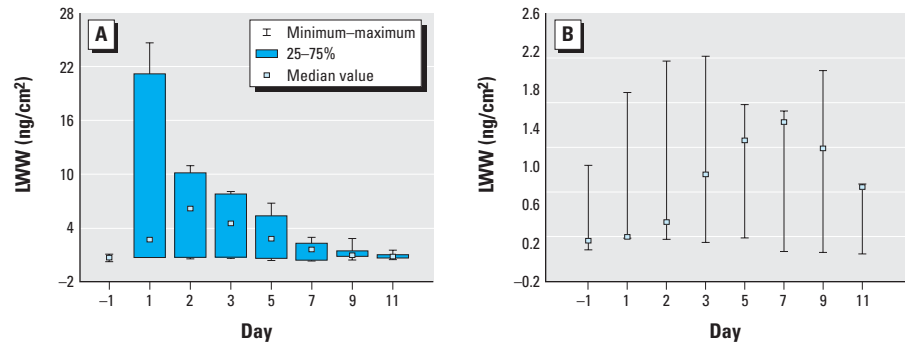 A
Minimum–maximum
25–75%
Median value
LWW (ng/cm²)
28
22
16
10
4
–2
–1 1 2 3 5 7 9 11
Day
B
LWW (ng/cm²)
2.6
2.2
1.8
1.4
1.0
0.6
0.2
–0.2
–1 1 2 3 5 7 9 11
Day